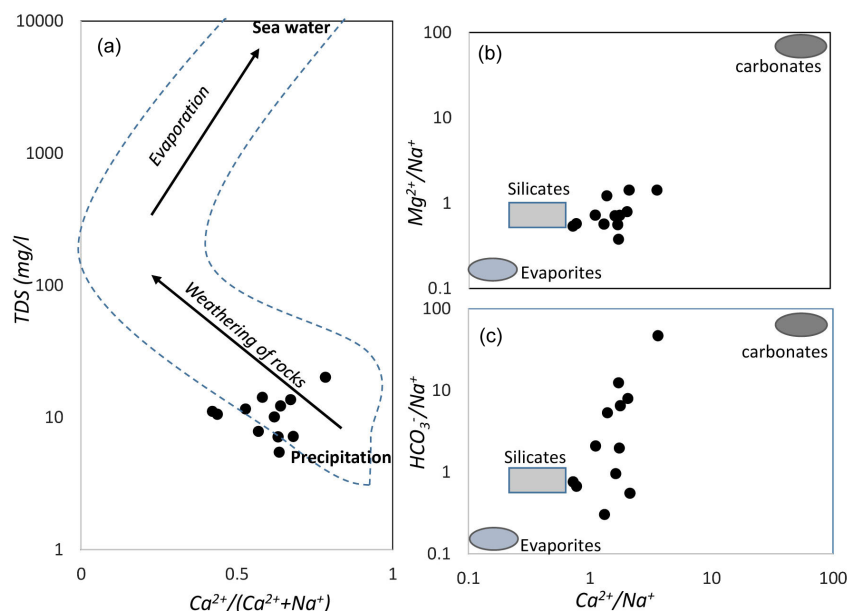 (a)
Sea water
Evaporation
Weathering of rocks
Precipitation
10000
1000
100
10
1
TDS (mg/l
0
0.5
1
Ca²⁺/(Ca²⁺+Na⁺)
(b)
carbonates
Silicates
Evaporites
100
10
1
0.1
Mg²⁺/Na⁺
(c)
carbonates
Silicates
Evaporites
100
10
1
0.1
HCO₃⁻/Na⁺
0.1
1
10
100
Ca²⁺/Na⁺